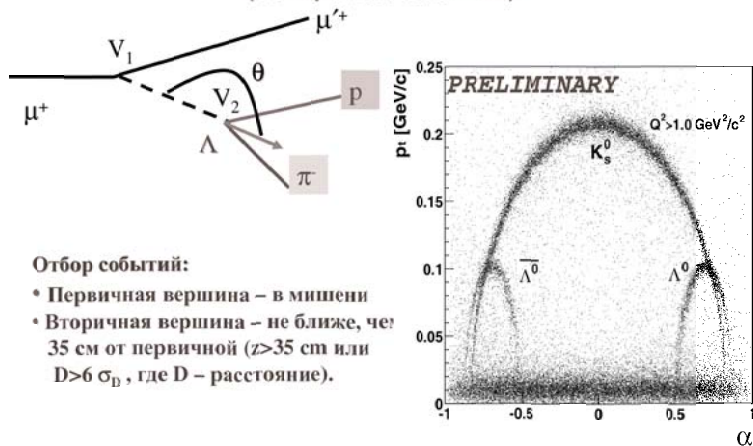 μ'+
V1
θ
p
μ+
V2
Λ
π-
Отбор событий:
• Первичная вершина – в мишени
• Вторичная вершина – не ближе, че
35 см от первичной (z>35 cm или
D>6 σD , где D – расстояние).
PRELIMINARY
Q²>1.0 GeV²/c²
K⁰s
Λ⁰
Λ⁰
pt [GeV/c]
0.25
0.2
0.15
0.1
0.05
0
-1
-0.5
0
0.5
1
α